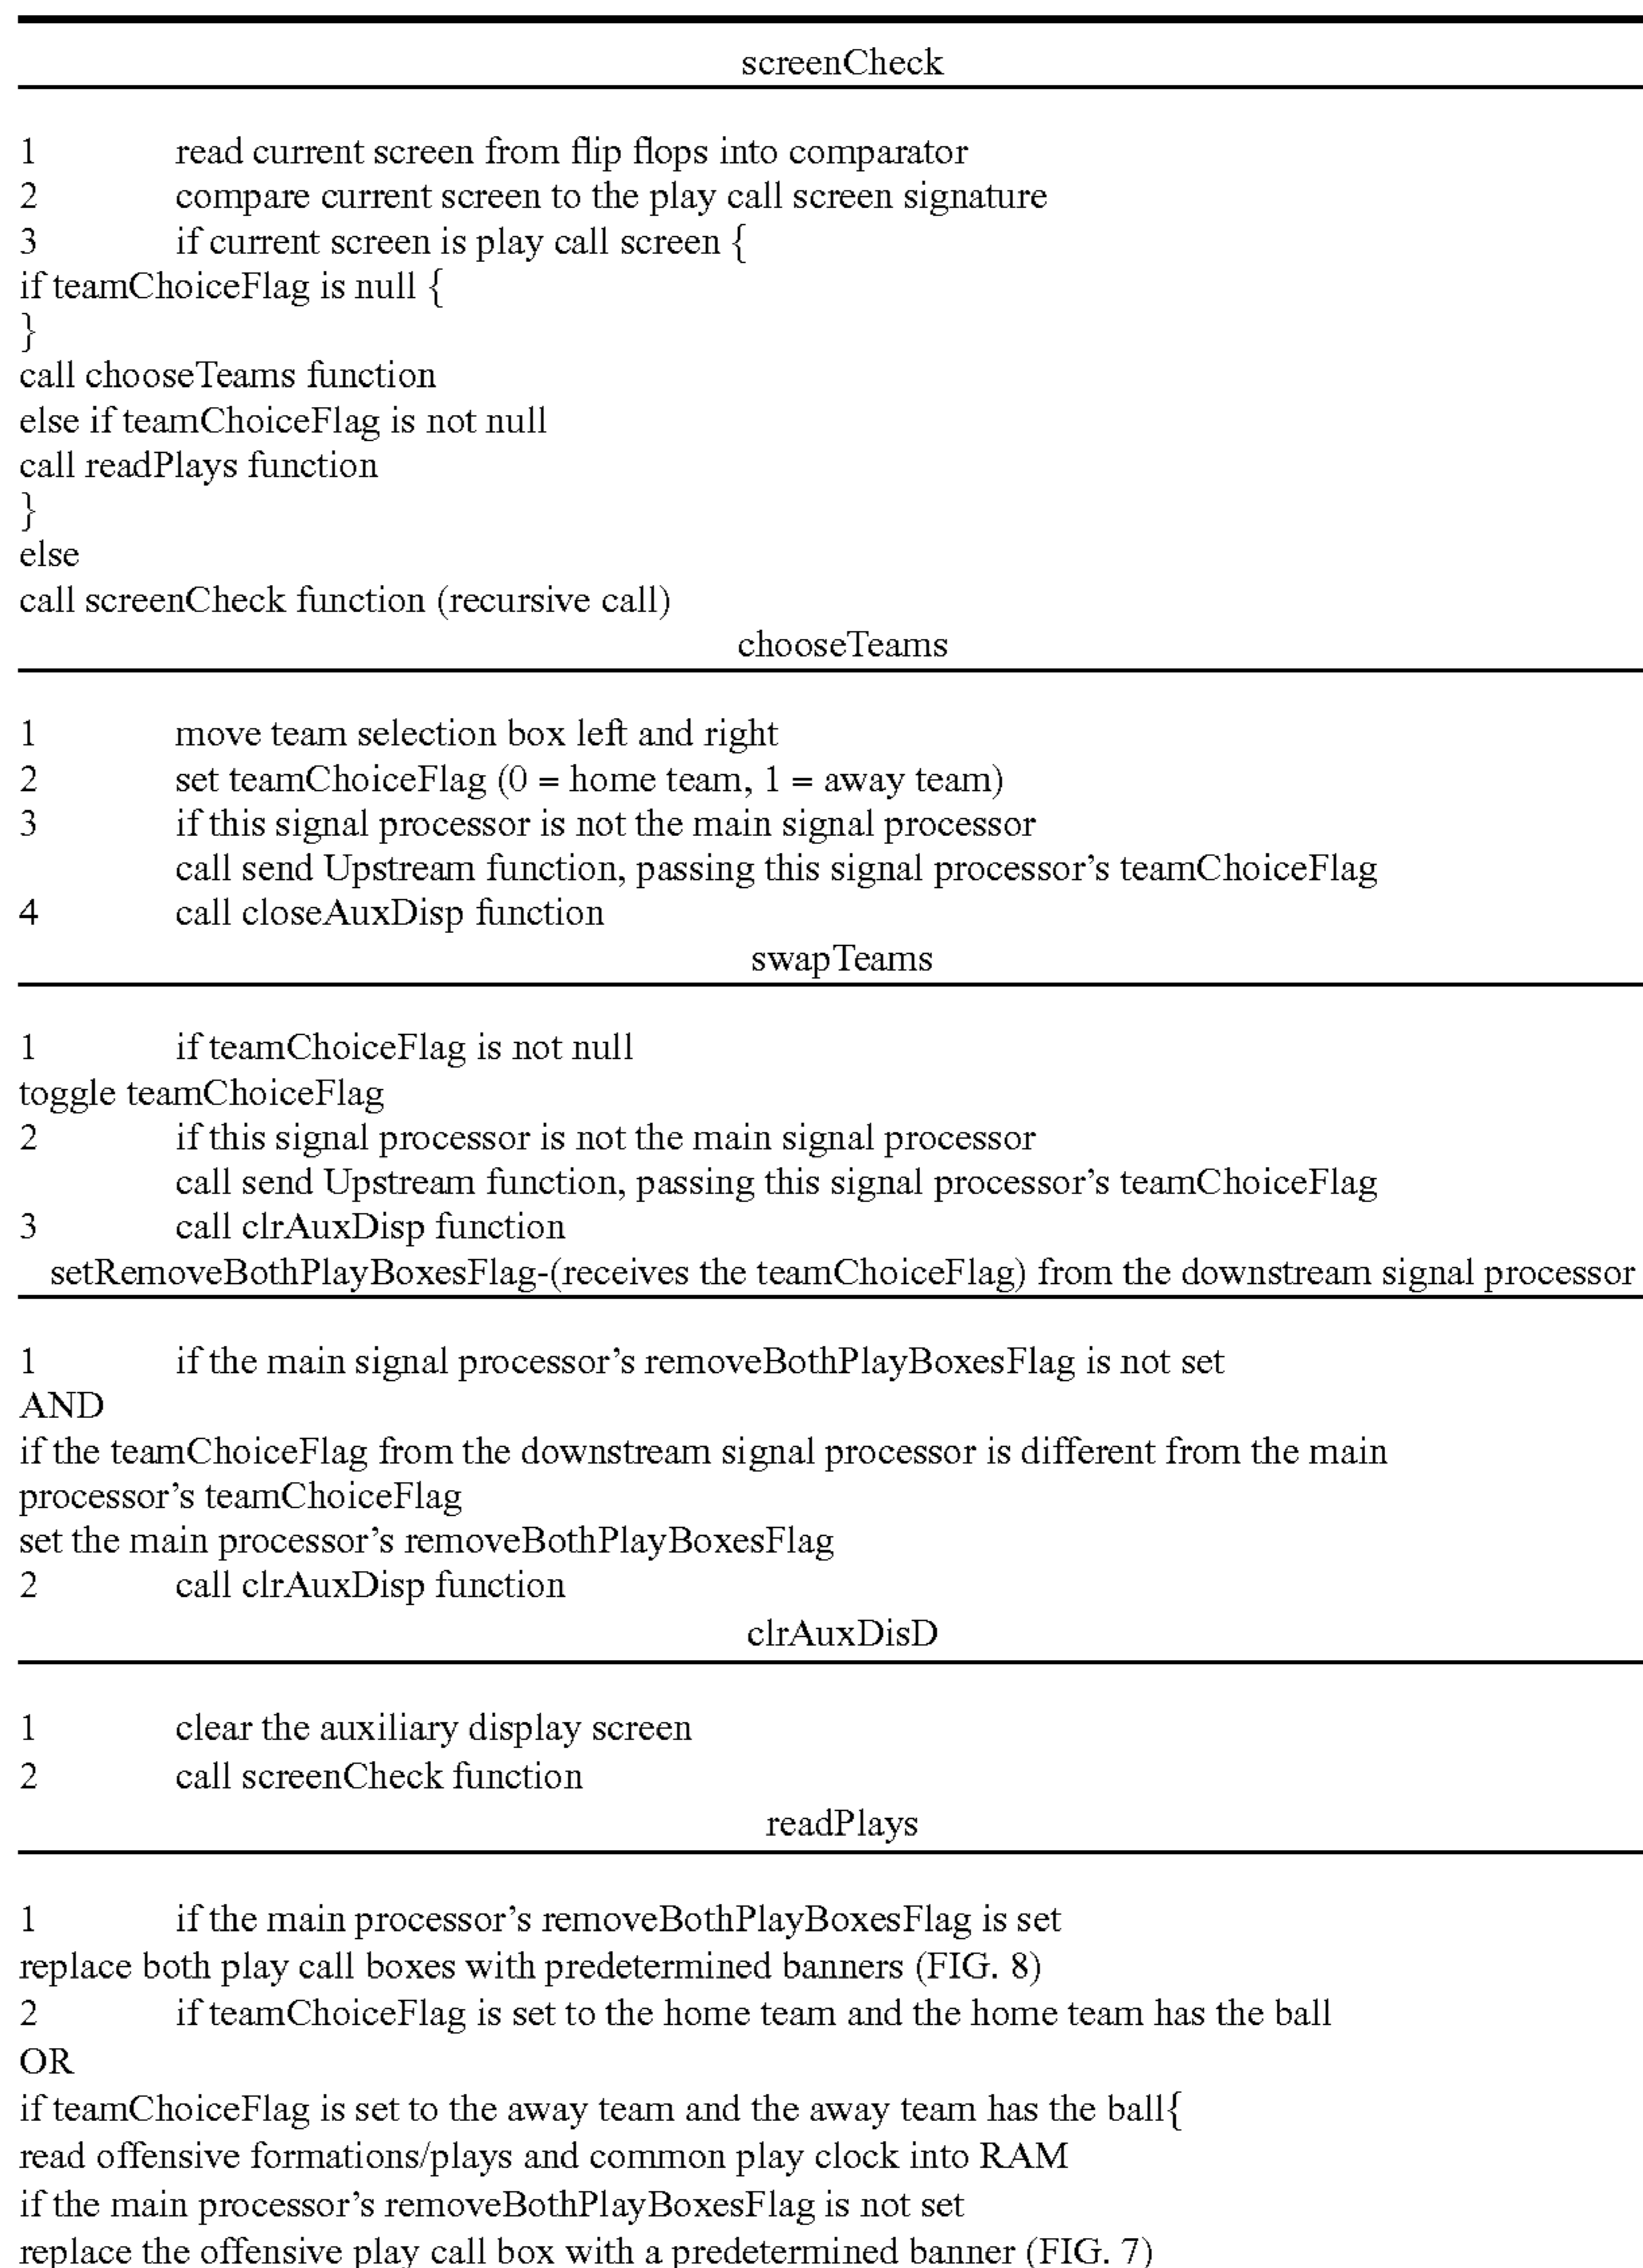 screenCheck
1 read current screen from flip flops into comparator
2 compare current screen to the play call screen signature
3 if current screen is play call screen {
if teamChoiceFlag is null {
}
call chooseTeams function
else if teamChoiceFlag is not null
call readPlays function
}
else
call screenCheck function (recursive call)
chooseTeams
1 move team selection box left and right
2 set teamChoiceFlag (0 = home team, 1 = away team)
3 if this signal processor is not the main signal processor
call send Upstream function, passing this signal processor's teamChoiceFlag
4 call closeAuxDisp function
swapTeams
1 if teamChoiceFlag is not null
toggle teamChoiceFlag
2 if this signal processor is not the main signal processor
call send Upstream function, passing this signal processor's teamChoiceFlag
3 call clrAuxDisp function
setRemoveBothPlayBoxesFlag-(receives the teamChoiceFlag) from the downstream signal processor
1 if the main signal processor's removeBothPlayBoxesFlag is not set
AND
if the teamChoiceFlag from the downstream signal processor is different from the main
processor's teamChoiceFlag
set the main processor's removeBothPlayBoxesFlag
2 call clrAuxDisp function
clrAuxDisD
1 clear the auxiliary display screen
2 call screenCheck function
readPlays
1 if the main processor's removeBothPlayBoxesFlag is set
replace both play call boxes with predetermined banners (FIG. 8)
2 if teamChoiceFlag is set to the home team and the home team has the ball
OR
if teamChoiceFlag is set to the away team and the away team has the ball{
read offensive formations/plays and common play clock into RAM
if the main processor's removeBothPlayBoxesFlag is not set
replace the offensive play call box with a predetermined banner (FIG. 7)